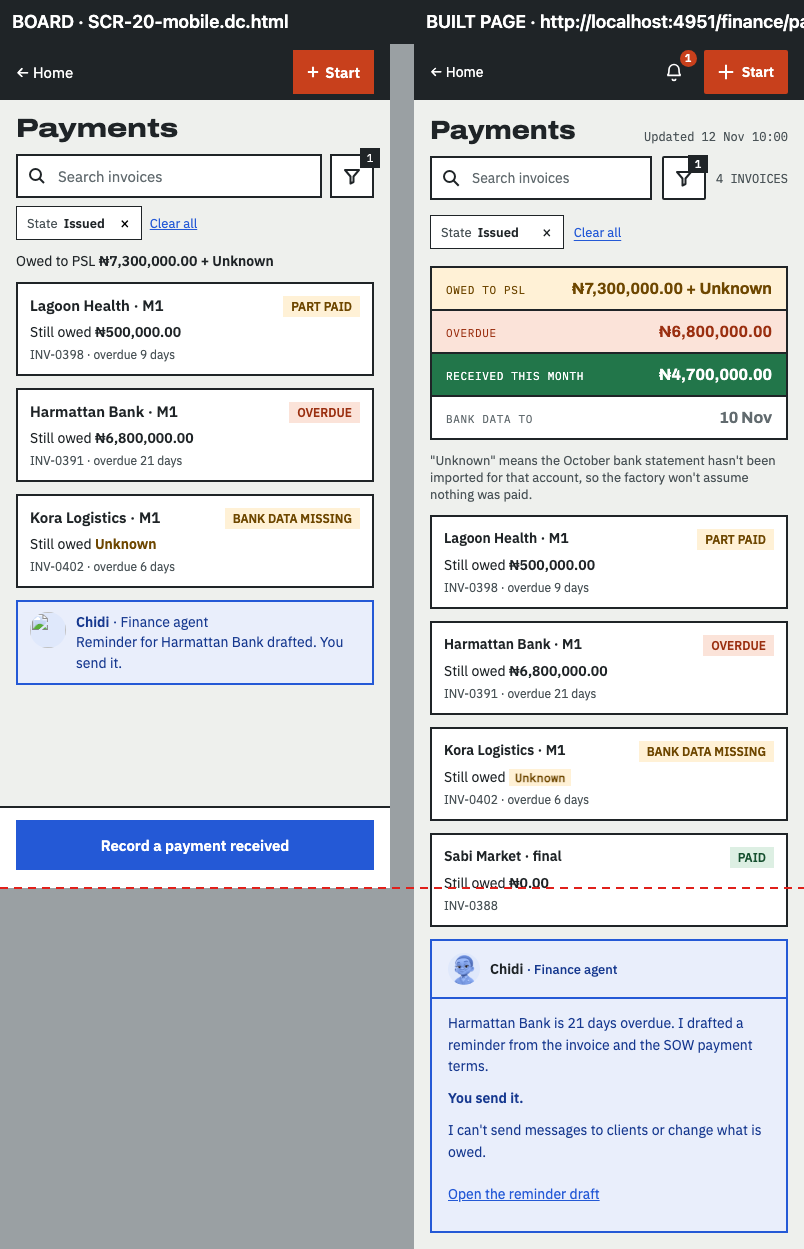 BOARD · SCR-20-mobile.dc.html
← Home
+ Start
Payments
Search invoices
1
State Issued ×
Clear all
Owed to PSL ₦7,300,000.00 + Unknown
Lagoon Health · M1
PART PAID
Still owed ₦500,000.00
INV-0398 · overdue 9 days
Harmattan Bank · M1
OVERDUE
Still owed ₦6,800,000.00
INV-0391 · overdue 21 days
Kora Logistics · M1
BANK DATA MISSING
Still owed Unknown
INV-0402 · overdue 6 days
Chidi · Finance agent
Reminder for Harmattan Bank drafted. You
send it.
Record a payment received
BUILT PAGE · http://localhost:4951/finance/pa
← Home
1
+ Start
Payments
Updated 12 Nov 10:00
Search invoices
1
4 INVOICES
State Issued ×
Clear all
OWED TO PSL ₦7,300,000.00 + Unknown
OVERDUE ₦6,800,000.00
RECEIVED THIS MONTH ₦4,700,000.00
BANK DATA TO 10 Nov
"Unknown" means the October bank statement hasn't been
imported for that account, so the factory won't assume
nothing was paid.
Lagoon Health · M1
PART PAID
Still owed ₦500,000.00
INV-0398 · overdue 9 days
Harmattan Bank · M1
OVERDUE
Still owed ₦6,800,000.00
INV-0391 · overdue 21 days
Kora Logistics · M1
BANK DATA MISSING
Still owed Unknown
INV-0402 · overdue 6 days
Sabi Market · final
PAID
Still owed ₦0.00
INV-0388
Chidi · Finance agent
Harmattan Bank is 21 days overdue. I drafted a
reminder from the invoice and the SOW payment
terms.
You send it.
I can't send messages to clients or change what is
owed.
Open the reminder draft